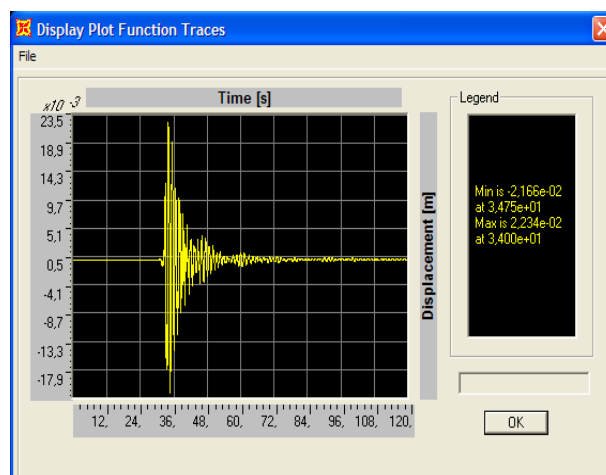 Display Plot Function Traces
File
x10 -3
Time [s]
Legend
23,5
18,9
14,3
9,7
5,1
0,5
-4,1
-8,7
-13,3
-17,9
Displacement [m]
Min is -2,166e-02
at 3,475e+01
Max is 2,234e-02
at 3,400e+01
12, 24, 36, 48, 60, 72, 84, 96, 108, 120,
OK